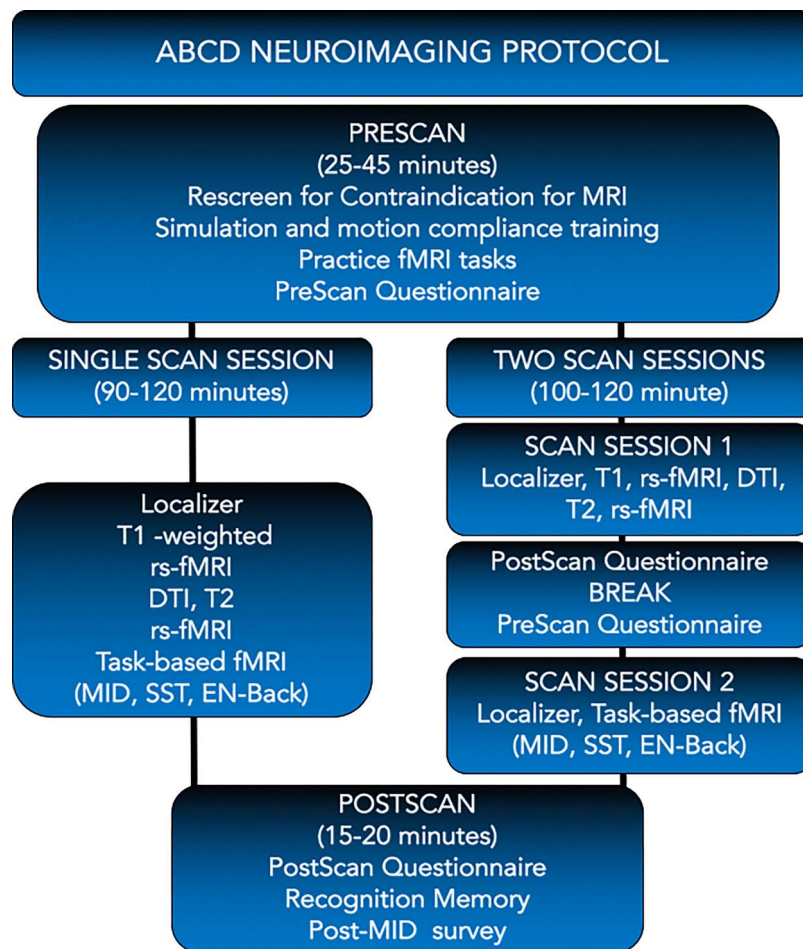 ABCD NEUROIMAGING PROTOCOL
PRESCAN
(25-45 minutes)
Rescreen for Contraindication for MRI
Simulation and motion compliance training
Practice fMRI tasks
PreScan Questionnaire
SINGLE SCAN SESSION
(90-120 minutes)
Localizer
T1 -weighted
rs-fMRI
DTI, T2
rs-fMRI
Task-based fMRI
(MID, SST, EN-Back)
TWO SCAN SESSIONS
(100-120 minute)
SCAN SESSION 1
Localizer, T1, rs-fMRI, DTI,
T2, rs-fMRI
PostScan Questionnaire
BREAK
PreScan Questionnaire
SCAN SESSION 2
Localizer, Task-based fMRI
(MID, SST, EN-Back)
POSTSCAN
(15-20 minutes)
PostScan Questionnaire
Recognition Memory
Post-MID survey